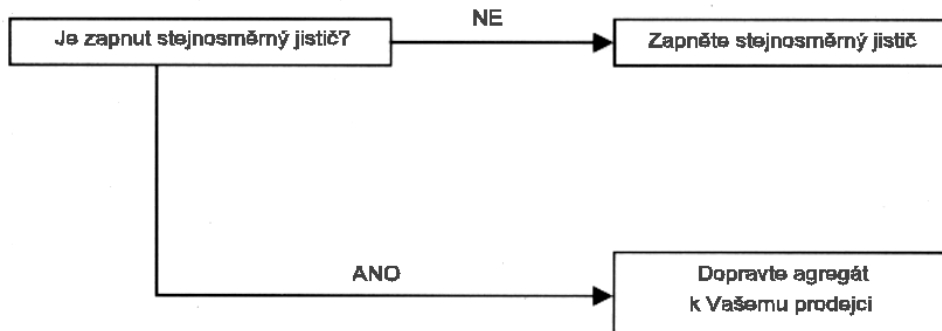 NE
Je zapnut stejnosměrný jistič?
Zapněte stejnosměrný jistič
ANO
Dopravte agregát
k Vašemu prodejci